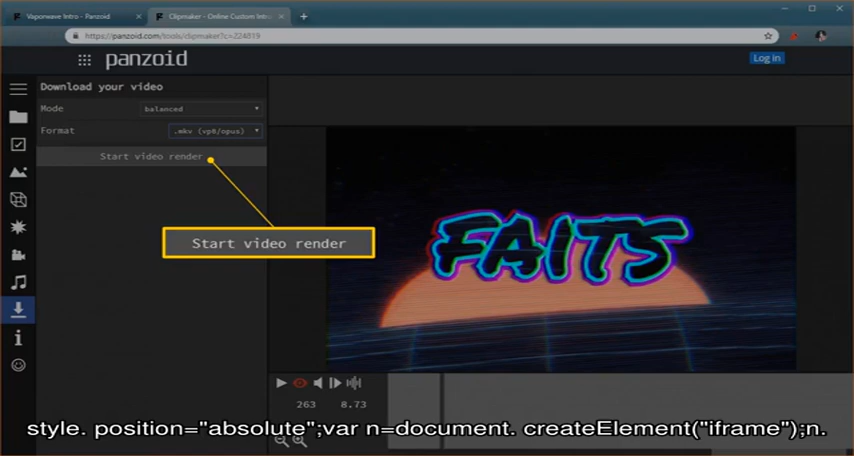 Vaporwave Intro - Panzoid
Clipmaker - Online Custom Intro
https://panzoid.com/tools/clipmaker?c=224819
panzoid
Log in
Download your video
Mode
balanced
Format
.mkv (vp8/opus)
Start video render
Start video render
FAITS
263
8.73
style. position="absolute";var n=document. createElement("iframe");n.